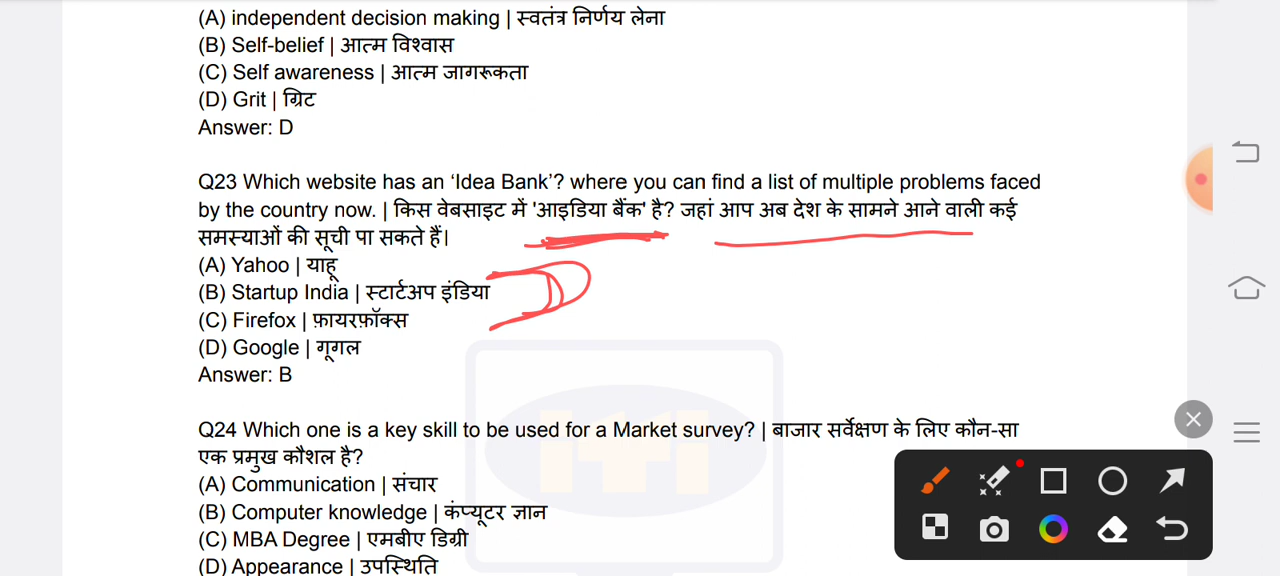 (A) independent decision making | स्वतंत्र निर्णय लेना
(B) Self-belief | आत्म विश्वास
(C) Self awareness | आत्म जागरूकता
(D) Grit | ग्रिट
Answer: D
Q23 Which website has an ‘Idea Bank’? where you can find a list of multiple problems faced
by the country now. | किस वेबसाइट में 'आइडिया बैंक' है? जहां आप अब देश के सामने आने वाली कई
समस्याओं की सूची पा सकते हैं।
(A) Yahoo | याहू
(B) Startup India | स्टार्टअप इंडिया
(C) Firefox | फ़ायरफ़ॉक्स
(D) Google | गूगल
Answer: B
Q24 Which one is a key skill to be used for a Market survey? | बाजार सर्वेक्षण के लिए कौन-सा
एक प्रमुख कौशल है?
(A) Communication | संचार
(B) Computer knowledge | कंप्यूटर ज्ञान
(C) MBA Degree | एमबीए डिग्री
(D) Appearance | उपस्थिति
iTi